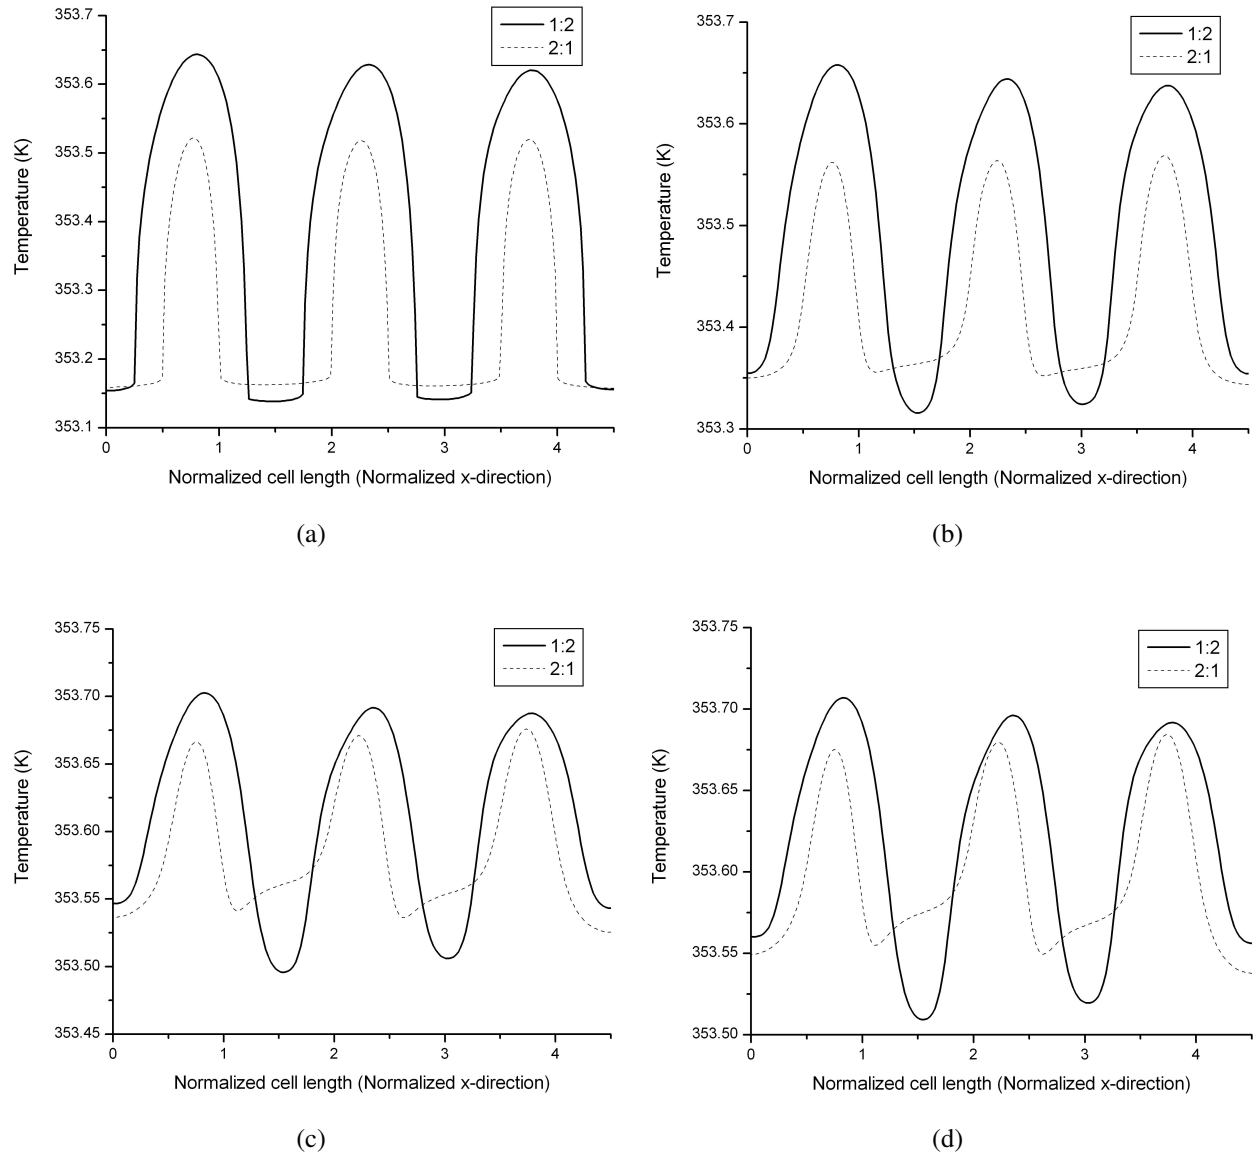 353.7
353.6
353.5
353.4
353.3
353.2
353.1
Temperature (K)
1:2
2:1
0 1 2 3 4
Normalized cell length (Normalized x-direction)
(a)
353.7
353.6
353.5
353.4
353.3
Temperature (K)
1:2
2:1
0 1 2 3 4
Normalized cell length (Normalized x-direction)
(b)
353.75
353.70
353.65
353.60
353.55
353.50
353.45
Temperature (K)
1:2
2:1
0 1 2 3 4
Normalized cell length (Normalized x-direction)
(c)
353.75
353.70
353.65
353.60
353.55
353.50
Temperature (K)
1:2
2:1
0 1 2 3 4
Normalized cell length (Normalized x-direction)
(d)